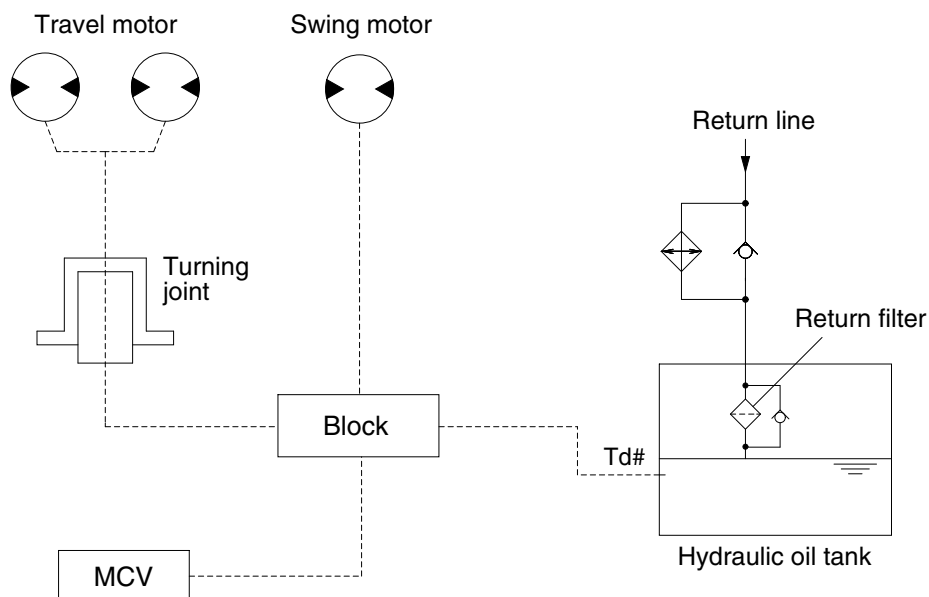 Travel motor
Swing motor
Return line
Turning
joint
Return filter
Block
Td#
MCV
Hydraulic oil tank